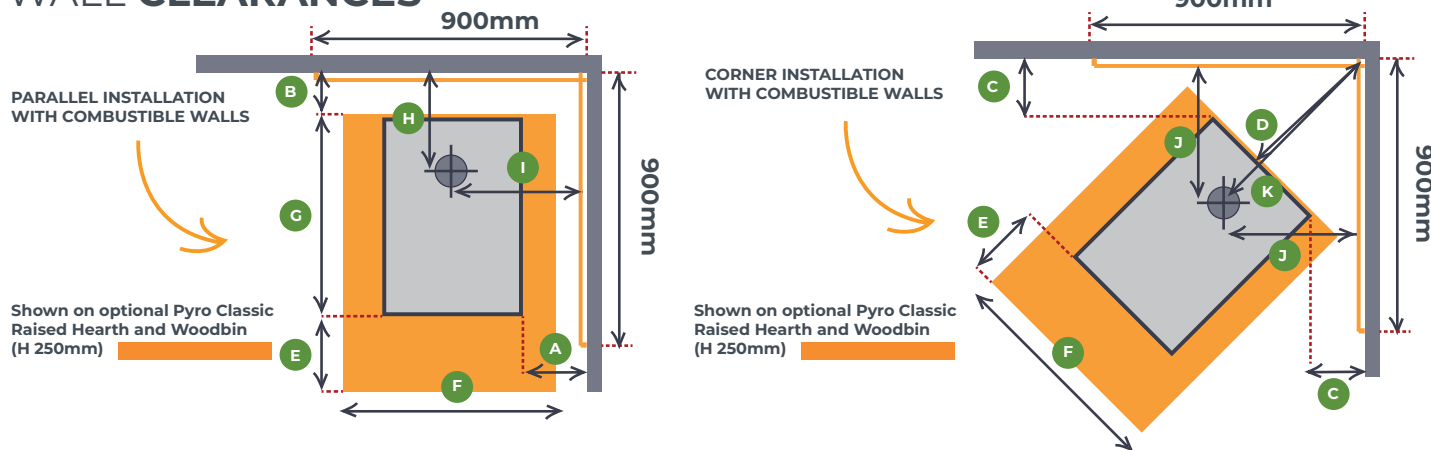 WALL CLEARANCES
900mm
B
PARALLEL INSTALLATION
WITH COMBUSTIBLE WALLS
H
I
G
900mm
Shown on optional Pyro Classic
Raised Hearth and Woodbin
(H 250mm)
E
A
F
900mm
CORNER INSTALLATION
WITH COMBUSTIBLE WALLS
C
D
J
K
900mm
E
J
Shown on optional Pyro Classic
Raised Hearth and Woodbin
(H 250mm)
F
C